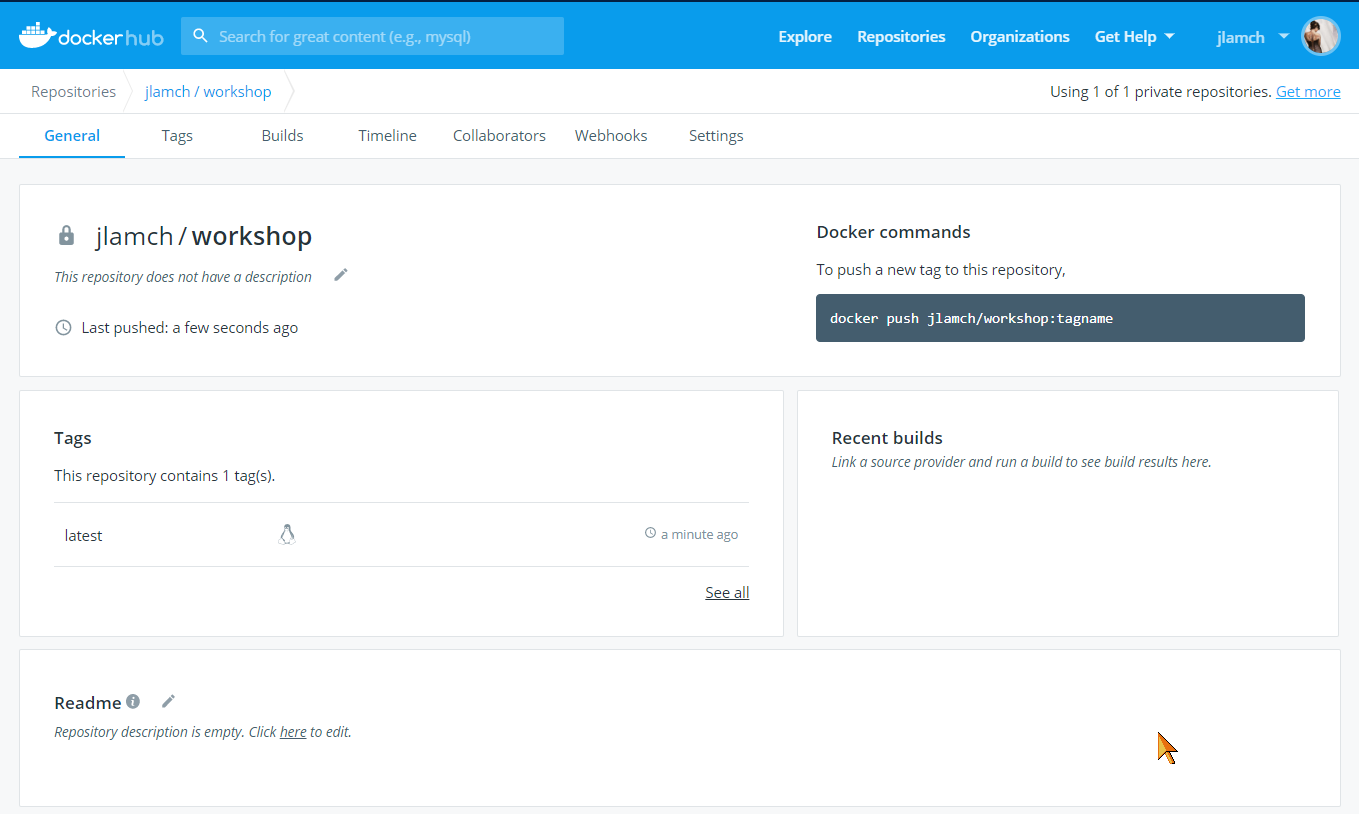 dockerhub Search for great content (e.g., mysql) Explore Repositories Organizations Get Help jlamch
Repositories jlamch / workshop Using 1 of 1 private repositories. Get more
General Tags Builds Timeline Collaborators Webhooks Settings
jlamch / workshop
This repository does not have a description
Last pushed: a few seconds ago
Docker commands
To push a new tag to this repository,
docker push jlamch/workshop:tagname
Tags
This repository contains 1 tag(s).
latest a minute ago
See all
Recent builds
Link a source provider and run a build to see build results here.
Readme
Repository description is empty. Click here to edit.